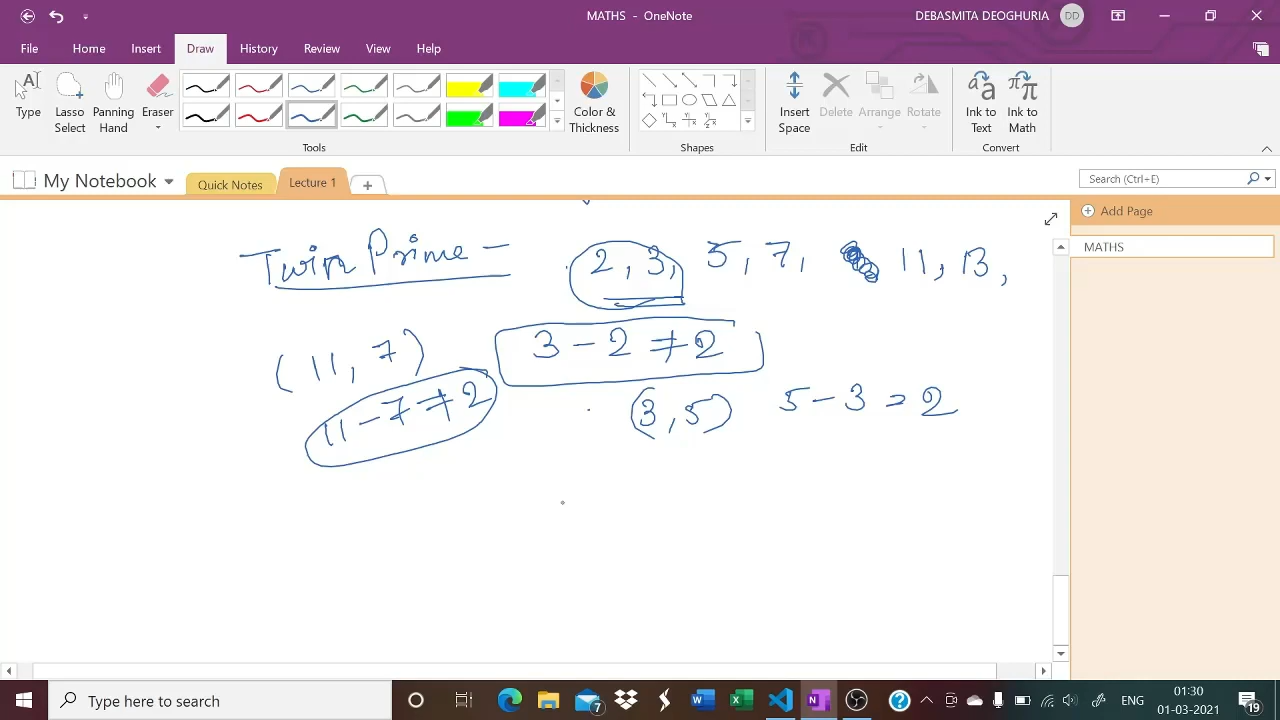 MATHS - OneNote
DEBASMITA DEOGHURIA DD
File Home Insert Draw History Review View Help
Type
Lasso Select
Panning Hand
Eraser
Color & Thickness
Insert Space
Delete
Arrange
Rotate
Ink to Text
Ink to Math
Tools
Shapes
Edit
Convert
My Notebook
Quick Notes
Lecture 1
Search (Ctrl+E)
Add Page
MATHS
Twin Prime - 2, 3, 5, 7, 11, 13,
(11, 7) 3 - 2 ≠ 2
11 - 7 ≠ 2 (3, 5) 5 - 3 = 2
Type here to search
7
ENG
01:30
01-03-2021
19